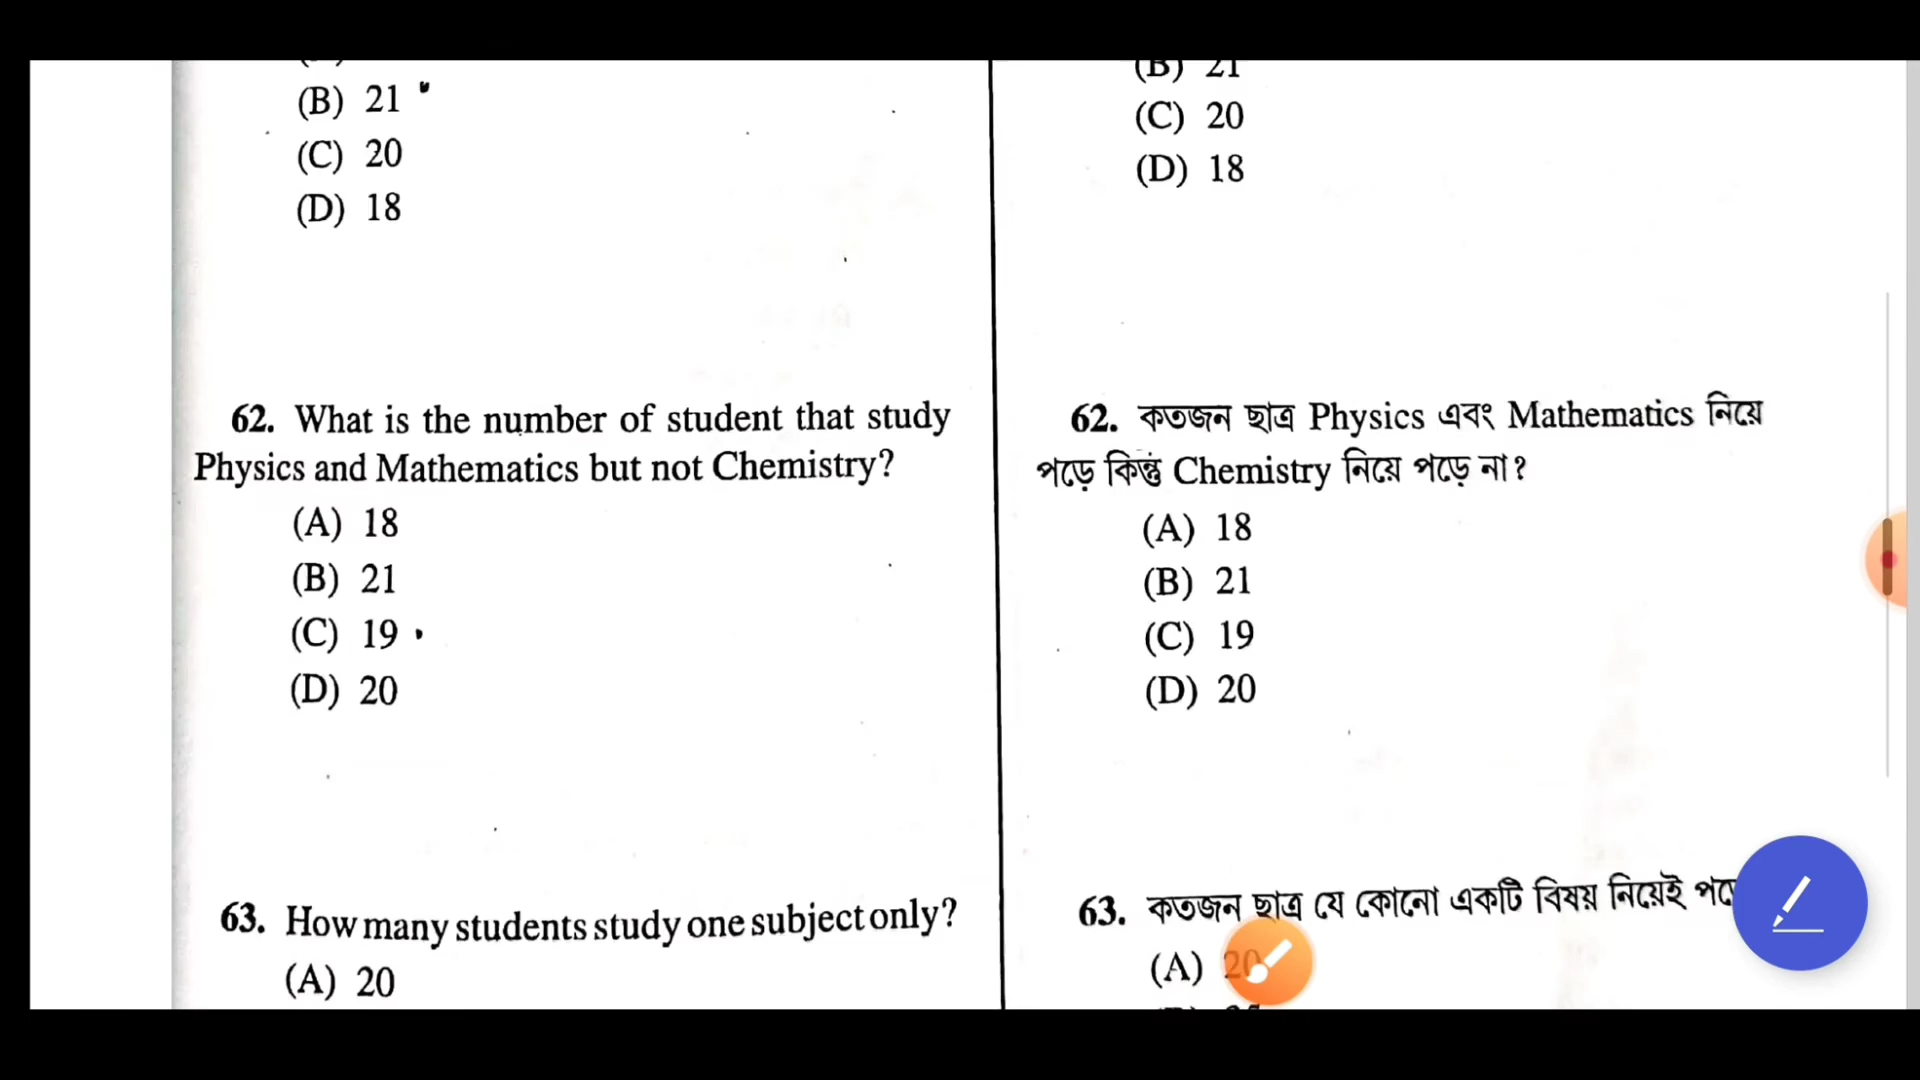 (B) 21
(C) 20
(D) 18
62. What is the number of student that study
Physics and Mathematics but not Chemistry?
(A) 18
(B) 21
(C) 19
(D) 20
63. How many students study one subject only?
(A) 20
(B) 21
(C) 20
(D) 18
62. কতজন ছাত্র Physics এবং Mathematics নিয়ে
পড়ে কিন্তু Chemistry নিয়ে পড়ে না?
(A) 18
(B) 21
(C) 19
(D) 20
63. কতজন ছাত্র যে কোনো একটি বিষয় নিয়েই
(A) 20